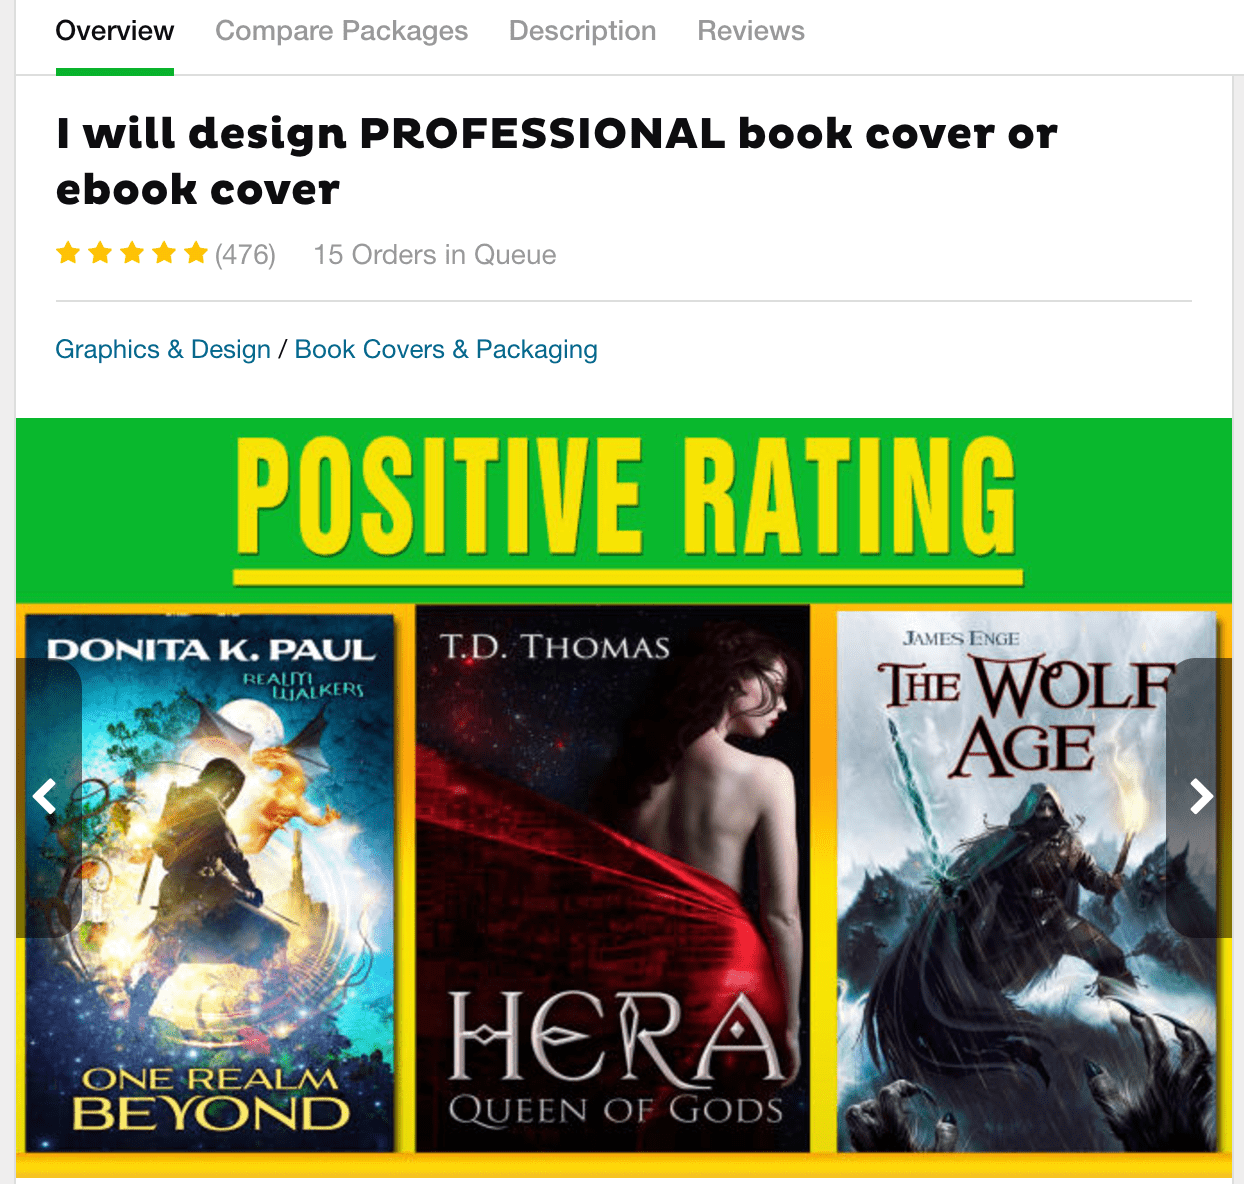 Overview Compare Packages Description Reviews
I will design PROFESSIONAL book cover or
ebook cover
(476) 15 Orders in Queue
Graphics & Design / Book Covers & Packaging
POSITIVE RATING
DONITA K. PAUL
REALM
WALKERS
ONE REALM
BEYOND
T.D. THOMAS
HERA
QUEEN OF GODS
JAMES ENGE
THE WOLF
AGE